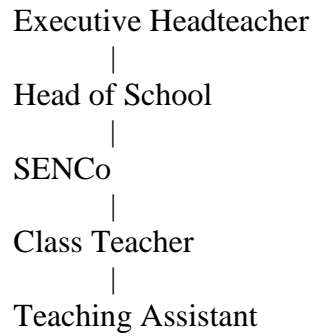 Executive Headteacher
|
Head of School
|
SENCo
|
Class Teacher
|
Teaching Assistant